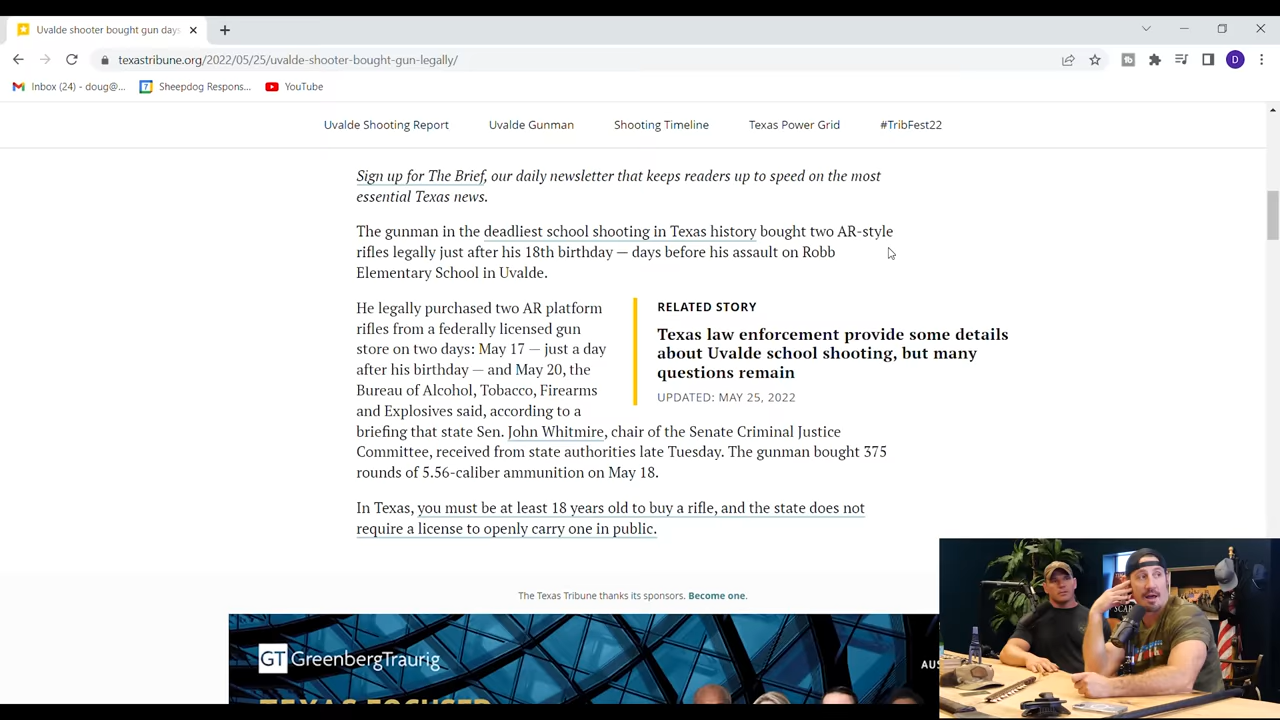 Uvalde shooter bought gun days
texastribune.org/2022/05/25/uvalde-shooter-bought-gun-legally/
D
Inbox (24) - doug@...
7
Sheepdog Respons...
YouTube
Uvalde Shooting Report
Uvalde Gunman
Shooting Timeline
Texas Power Grid
#TribFest22
Sign up for The Brief, our daily newsletter that keeps readers up to speed on the most
essential Texas news.
The gunman in the deadliest school shooting in Texas history bought two AR-style
rifles legally just after his 18th birthday — days before his assault on Robb
Elementary School in Uvalde.
He legally purchased two AR platform
rifles from a federally licensed gun
store on two days: May 17 — just a day
after his birthday — and May 20, the
Bureau of Alcohol, Tobacco, Firearms
and Explosives said, according to a
briefing that state Sen. John Whitmire, chair of the Senate Criminal Justice
Committee, received from state authorities late Tuesday. The gunman bought 375
rounds of 5.56-caliber ammunition on May 18.
RELATED STORY
Texas law enforcement provide some details
about Uvalde school shooting, but many
questions remain
UPDATED: MAY 25, 2022
In Texas, you must be at least 18 years old to buy a rifle, and the state does not
require a license to openly carry one in public.
The Texas Tribune thanks its sponsors. Become one.
GT GreenbergTraurig
TEXAS FOCUSED